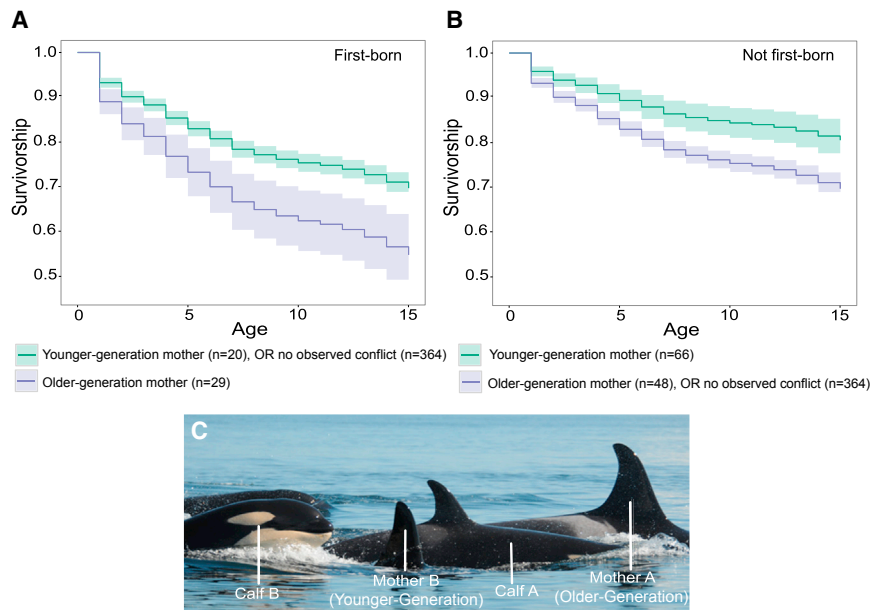 A
First-born
1.0
0.9
0.8
0.7
0.6
0.5
Survivorship
0
5
10
15
Age
Younger-generation mother (n=20), OR no observed conflict (n=364)
Older-generation mother (n=29)
B
Not first-born
1.0
0.9
0.8
0.7
0.6
0.5
Survivorship
0
5
10
15
Age
Younger-generation mother (n=66)
Older-generation mother (n=48), OR no observed conflict (n=364)
C
Calf B
Mother B
(Younger-Generation)
Calf A
Mother A
(Older-Generation)